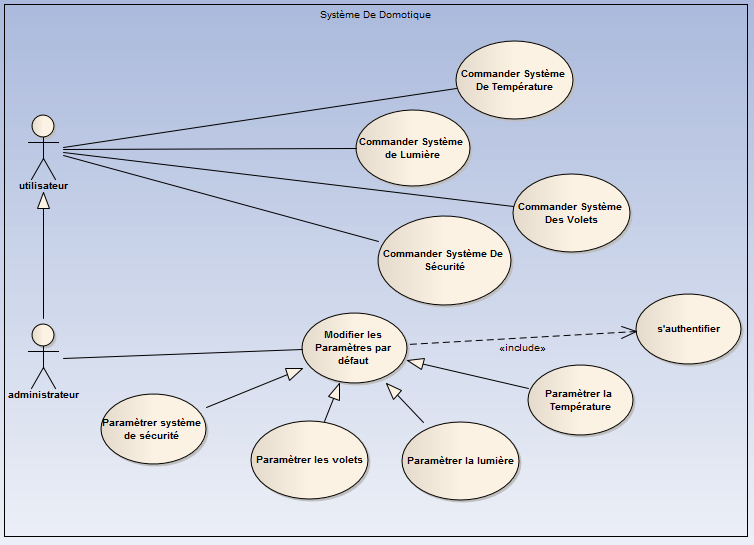 Système De Domotique
Commander Système
De Température
Commander Système
de Lumière
utilisateur
Commander Système
Des Volets
Commander Système De
Sécurité
s'authentifier
Modifier les
Paramètres par
défaut
«include»
administrateur
Paramètrer la
Température
Paramètrer système
de sécurité
Paramètrer les volets
Paramètrer la lumière